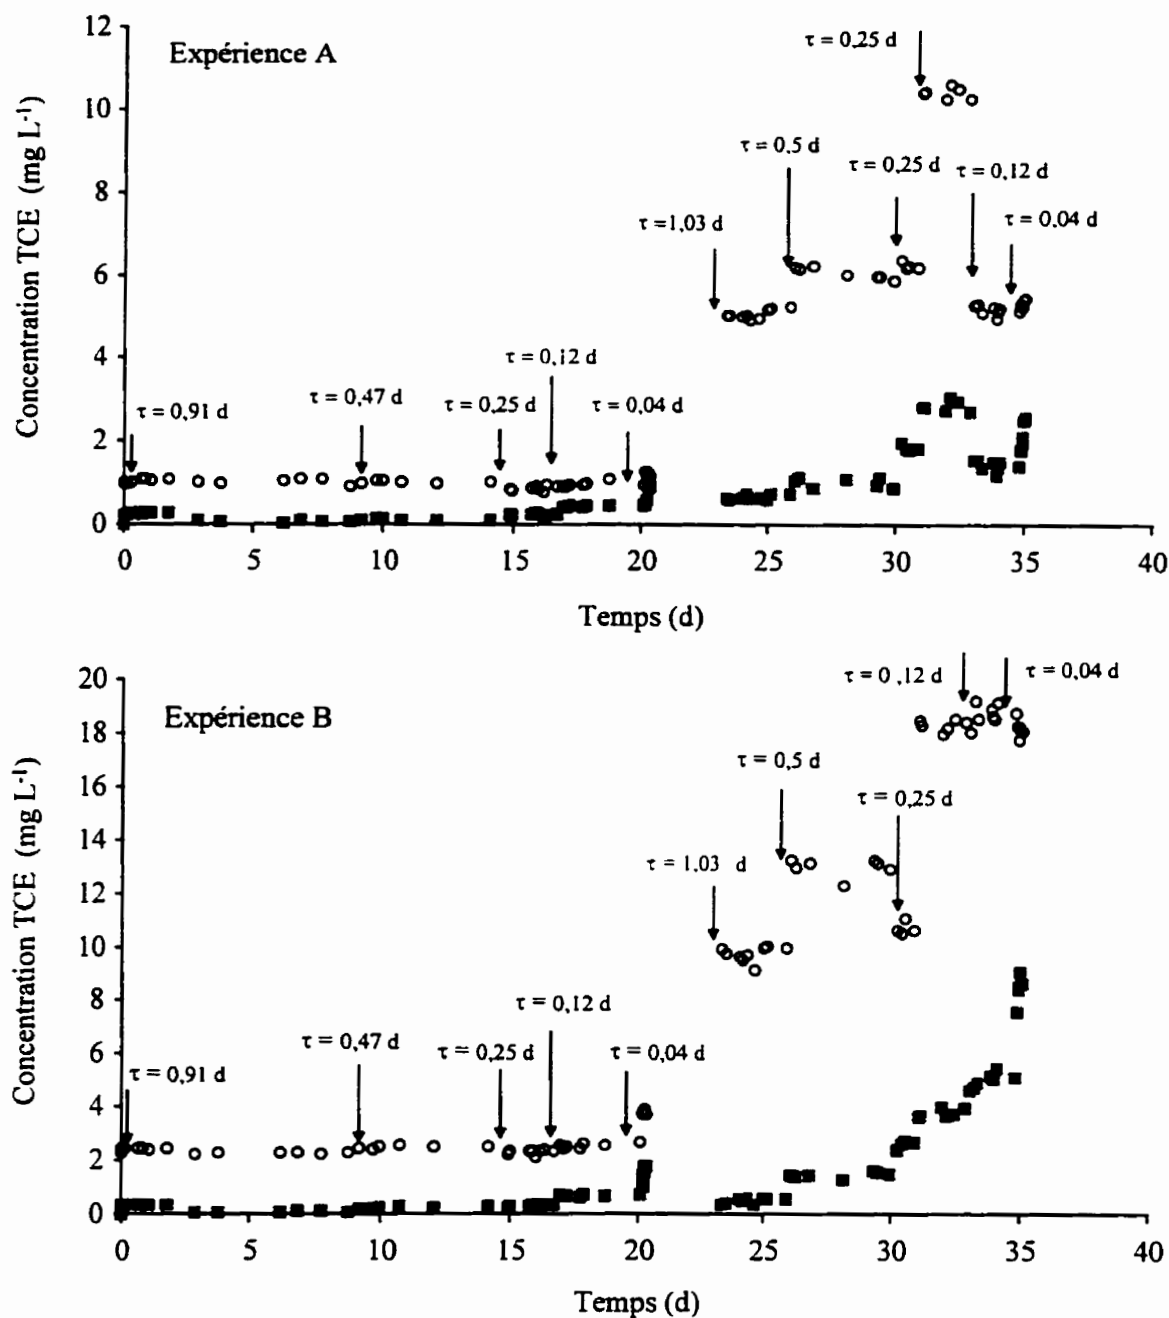 Expérience A
Concentration TCE (mg L-1)
12
10
8
6
4
2
0
τ = 0,91 d
τ = 0,47 d
τ = 0,25 d
τ = 0,12 d
τ = 0,04 d
τ =1,03 d
τ = 0,5 d
τ = 0,25 d
τ = 0,25 d
τ = 0,12 d
τ = 0,04 d
0 5 10 15 20 25 30 35 40
Temps (d)
Expérience B
Concentration TCE (mg L-1)
20
18
16
14
12
10
8
6
4
2
0
τ = 0,91 d
τ = 0,47 d
τ = 0,25 d
τ = 0,12 d
τ = 0,04 d
τ = 1,03 d
τ = 0,5 d
τ = 0,25 d
τ = 0 ,12 d
τ = 0,04 d
0 5 10 15 20 25 30 35 40
Temps (d)